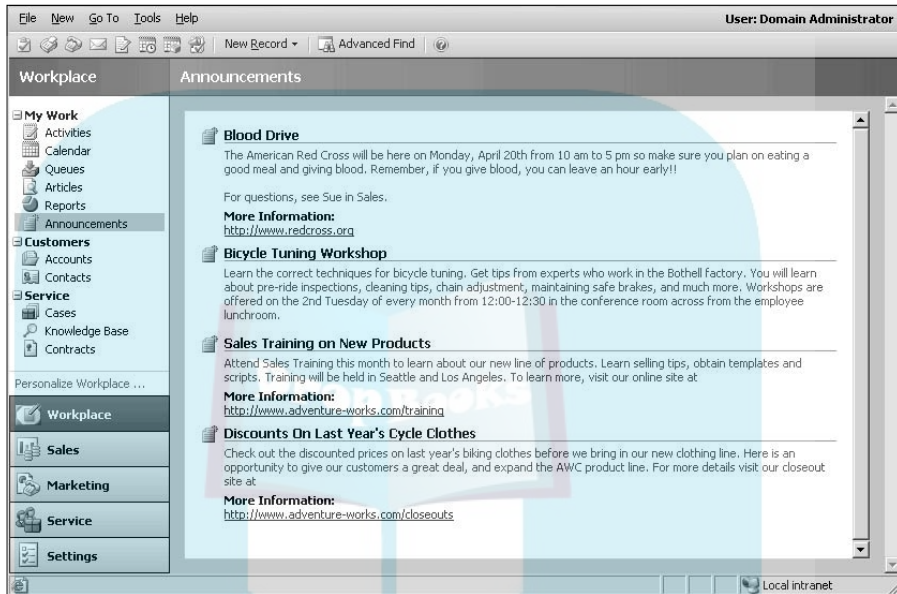 File New Go To Tools Help User: Domain Administrator
New Record Advanced Find
Workplace Announcements
My Work
Activities
Calendar
Queues
Articles
Reports
Announcements
Customers
Accounts
Contacts
Service
Cases
Knowledge Base
Contracts
Personalize Workplace ...
Workplace
Sales
Marketing
Service
Settings
Blood Drive
The American Red Cross will be here on Monday, April 20th from 10 am to 5 pm so make sure you plan on eating a
good meal and giving blood. Remember, if you give blood, you can leave an hour early!!
For questions, see Sue in Sales.
More Information:
http://www.redcross.org
Bicycle Tuning Workshop
Learn the correct techniques for bicycle tuning. Get tips from experts who work in the Bothell factory. You will learn
about pre-ride inspections, cleaning tips, chain adjustment, maintaining safe brakes, and much more. Workshops are
offered on the 2nd Tuesday of every month from 12:00-12:30 in the conference room across from the employee
lunchroom.
Sales Training on New Products
Attend Sales Training this month to learn about our new line of products. Learn selling tips, obtain templates and
scripts. Training will be held in Seattle and Los Angeles. To learn more, visit our online site at
More Information:
http://www.adventure-works.com/training
Discounts On Last Year's Cycle Clothes
Check out the discounted prices on last year's biking clothes before we bring in our new clothing line. Here is an
opportunity to give our customers a great deal, and expand the AWC product line. For more details visit our closeout
site at
More Information:
http://www.adventure-works.com/closeouts
Local intranet